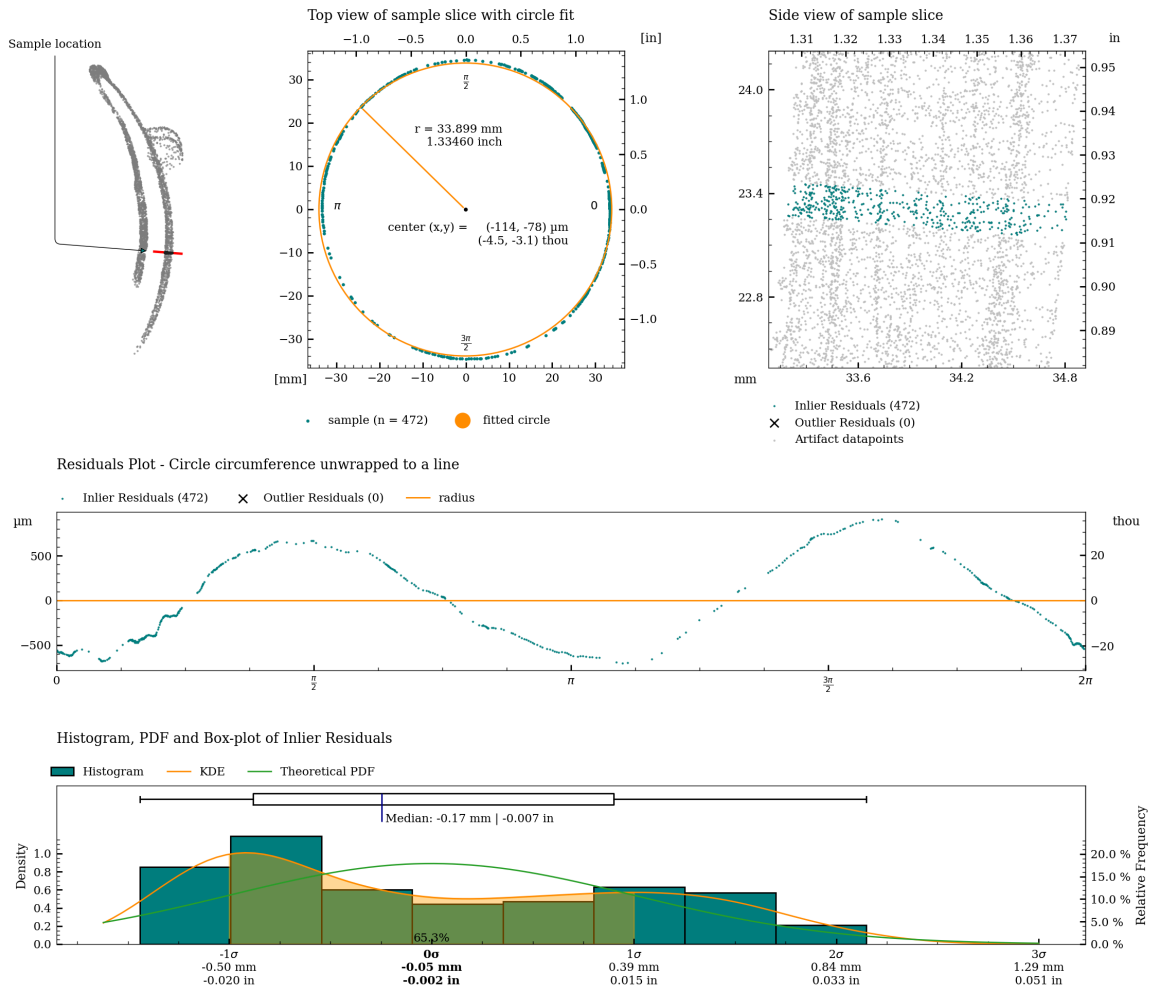 Sample location
Top view of sample slice with circle fit
−1.0 −0.5 0.0 0.5 1.0 [in]
30
20
10
0
−10
−20
−30
1.0
0.5
0.0
−0.5
−1.0
π/2
r = 33.899 mm
1.33460 inch
π
0
center (x,y) = (-114, -78) µm
(-4.5, -3.1) thou
3π/2
[mm] −30 −20 −10 0 10 20 30
sample (n = 472) fitted circle
Side view of sample slice
1.31 1.32 1.33 1.34 1.35 1.36 1.37 in
24.0
23.4
22.8
0.95
0.94
0.93
0.92
0.91
0.90
0.89
mm 33.6 34.2 34.8
Inlier Residuals (472)
Outlier Residuals (0)
Artifact datapoints
Residuals Plot - Circle circumference unwrapped to a line
Inlier Residuals (472) Outlier Residuals (0) radius
µm thou
500
0
−500
20
0
−20
0 π/2 π 3π/2 2π
Histogram, PDF and Box-plot of Inlier Residuals
Histogram KDE Theoretical PDF
Median: -0.17 mm | -0.007 in
Density
1.0
0.8
0.6
0.4
0.2
0.0
65.3%
Relative Frequency
20.0 %
15.0 %
10.0 %
5.0 %
0.0 %
-1σ 0σ 1σ 2σ 3σ
-0.50 mm -0.05 mm 0.39 mm 0.84 mm 1.29 mm
-0.020 in -0.002 in 0.015 in 0.033 in 0.051 in